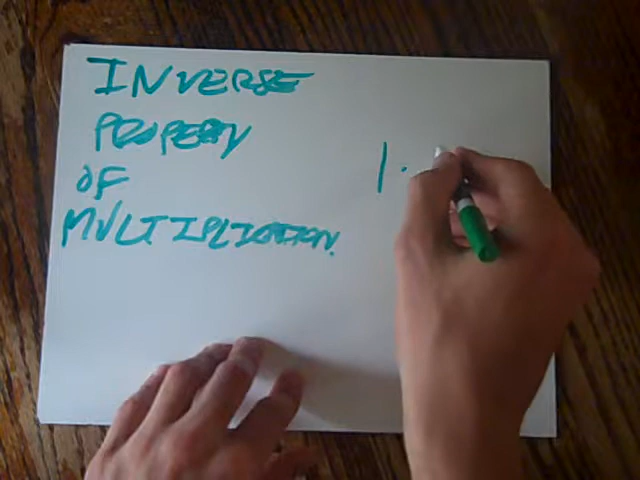 INVERSE
PROPERTY
OF
MULTIPLICATION.
1 ·